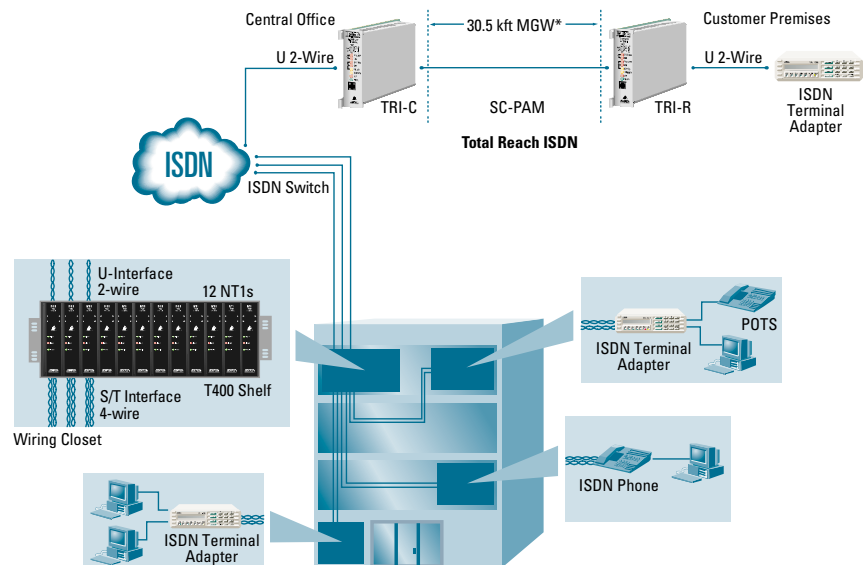 Central Office
30.5 kft MGW*
Customer Premises
U 2-Wire
U 2-Wire
TRI-C
SC-PAM
TRI-R
ISDN
Terminal
Adapter
Total Reach ISDN
ISDN
ISDN Switch
U-Interface
2-wire
12 NT1s
S/T Interface
4-wire
T400 Shelf
Wiring Closet
POTS
ISDN Terminal
Adapter
ISDN Phone
ISDN Terminal
Adapter